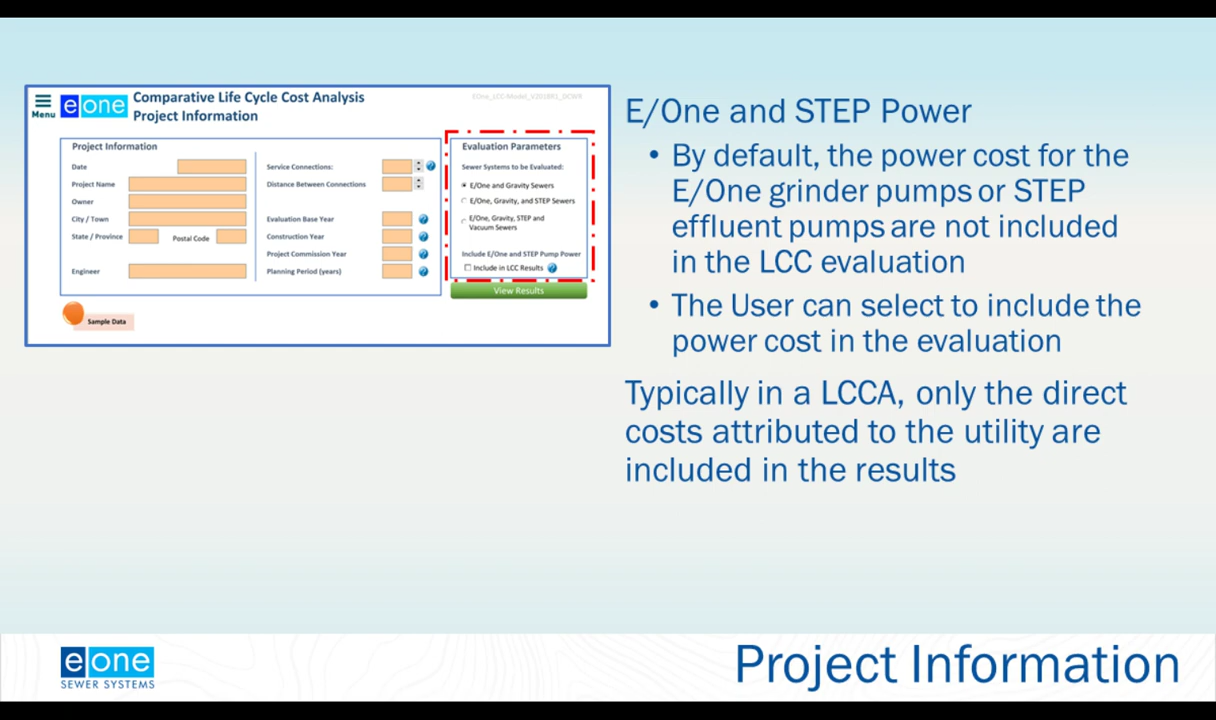 Menu
e one
Comparative Life Cycle Cost Analysis
Project Information
EOne_LCC-Model_V2018R1_DCW8
Project Information
Date
Project Name
Owner
City / Town
State / Province
Postal Code
Engineer
Service Connections:
Distance Between Connections
Evaluation Base Year
Construction Year
Project Commission Year
Planning Period (years)
Evaluation Parameters
Sewer Systems to be Evaluated:
E/One and Gravity Sewers
E/One, Gravity, and STEP Sewers
E/One, Gravity, STEP and
Vacuum Sewers
Include E/One and STEP Pump Power
Include in LCC Results
View Results
Sample Data
E/One and STEP Power
• By default, the power cost for the
E/One grinder pumps or STEP
effluent pumps are not included
in the LCC evaluation
• The User can select to include the
power cost in the evaluation
Typically in a LCCA, only the direct
costs attributed to the utility are
included in the results
e one
SEWER SYSTEMS
Project Information